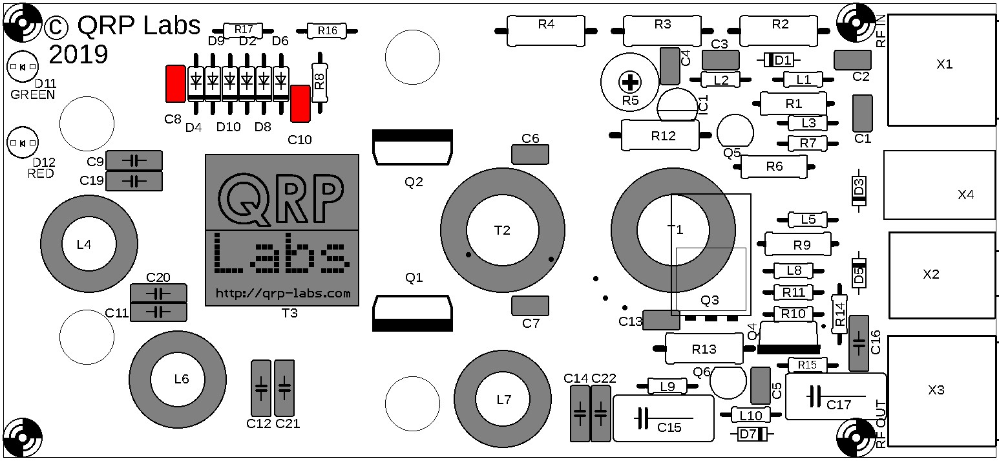 © QRP Labs
2019
R17
R16
D9
D2
D6
R4
R3
R2
RF IN
X1
C4
C3
D1
C2
L2
L1
R5
IC1
R1
C1
D11
GREEN
R8
C8
D4
D10
D8
C10
L3
R7
R12
Q5
R6
C6
D12
RED
C9
C19
Q2
D3
X4
QRP
Labs
http://qrp-labs.com
T3
L4
T2
T1
L5
R9
L8
D5
X2
R11
R10
R14
C20
C11
Q1
C7
C13
Q3
Q4
C16
R13
R15
L6
L7
C14
C22
Q6
L9
C5
C17
X3
C12
C21
C15
L10
D7
RF OUT